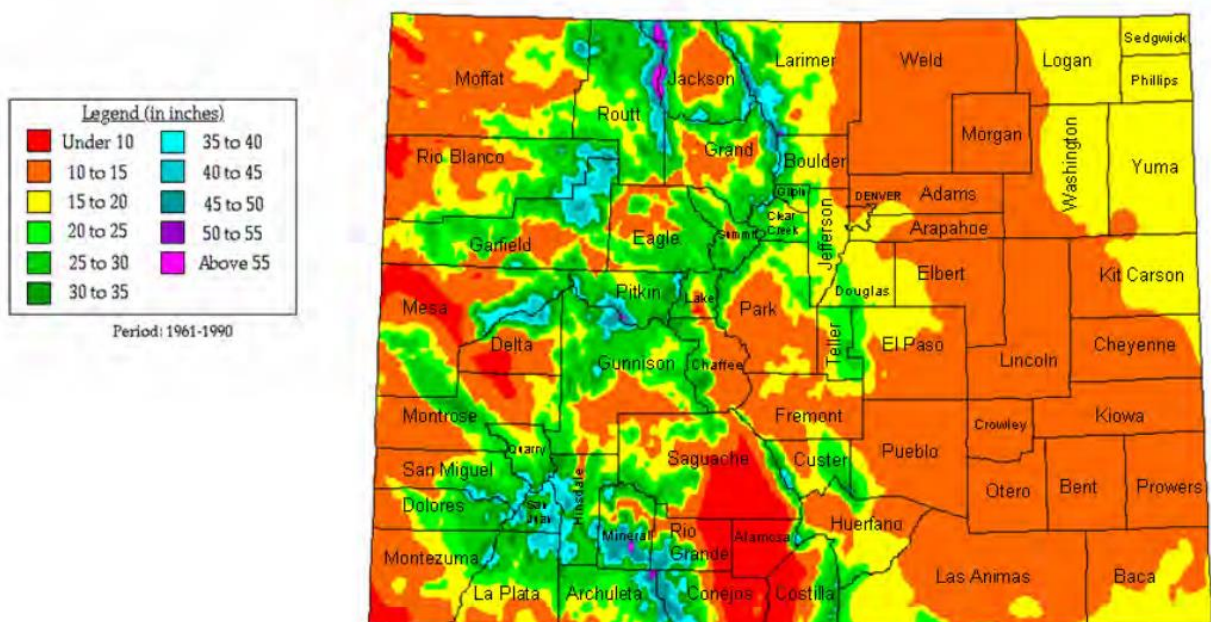 Legend (in inches)
Under 10
35 to 40
10 to 15
40 to 45
15 to 20
45 to 50
20 to 25
50 to 55
25 to 30
Above 55
30 to 35
Period: 1961-1990
Moffat
Routt
Jackson
Larimer
Weld
Logan
Sedgwick
Phillips
Rio Blanco
Grand
Boulder
Morgan
Washington
Yuma
Garfield
Eagle
Summit
Gilpin
Clear
Creek
Jefferson
DENVER
Adams
Arapahoe
Mesa
Pitkin
Lake
Park
Douglas
Elbert
Kit Carson
Delta
Gunnison
Chaffee
Teller
El Paso
Lincoln
Cheyenne
Montrose
Quarry
Fremont
Crowley
Kiowa
San Miguel
Saguache
Custer
Pueblo
Otero
Bent
Prowers
Dolores
San
Juan
Hinsdale
Mineral
Rio
Grande
Alamosa
Huerfano
Montezuma
La Plata
Archuleta
Conejos
Costilla
Las Animas
Baca